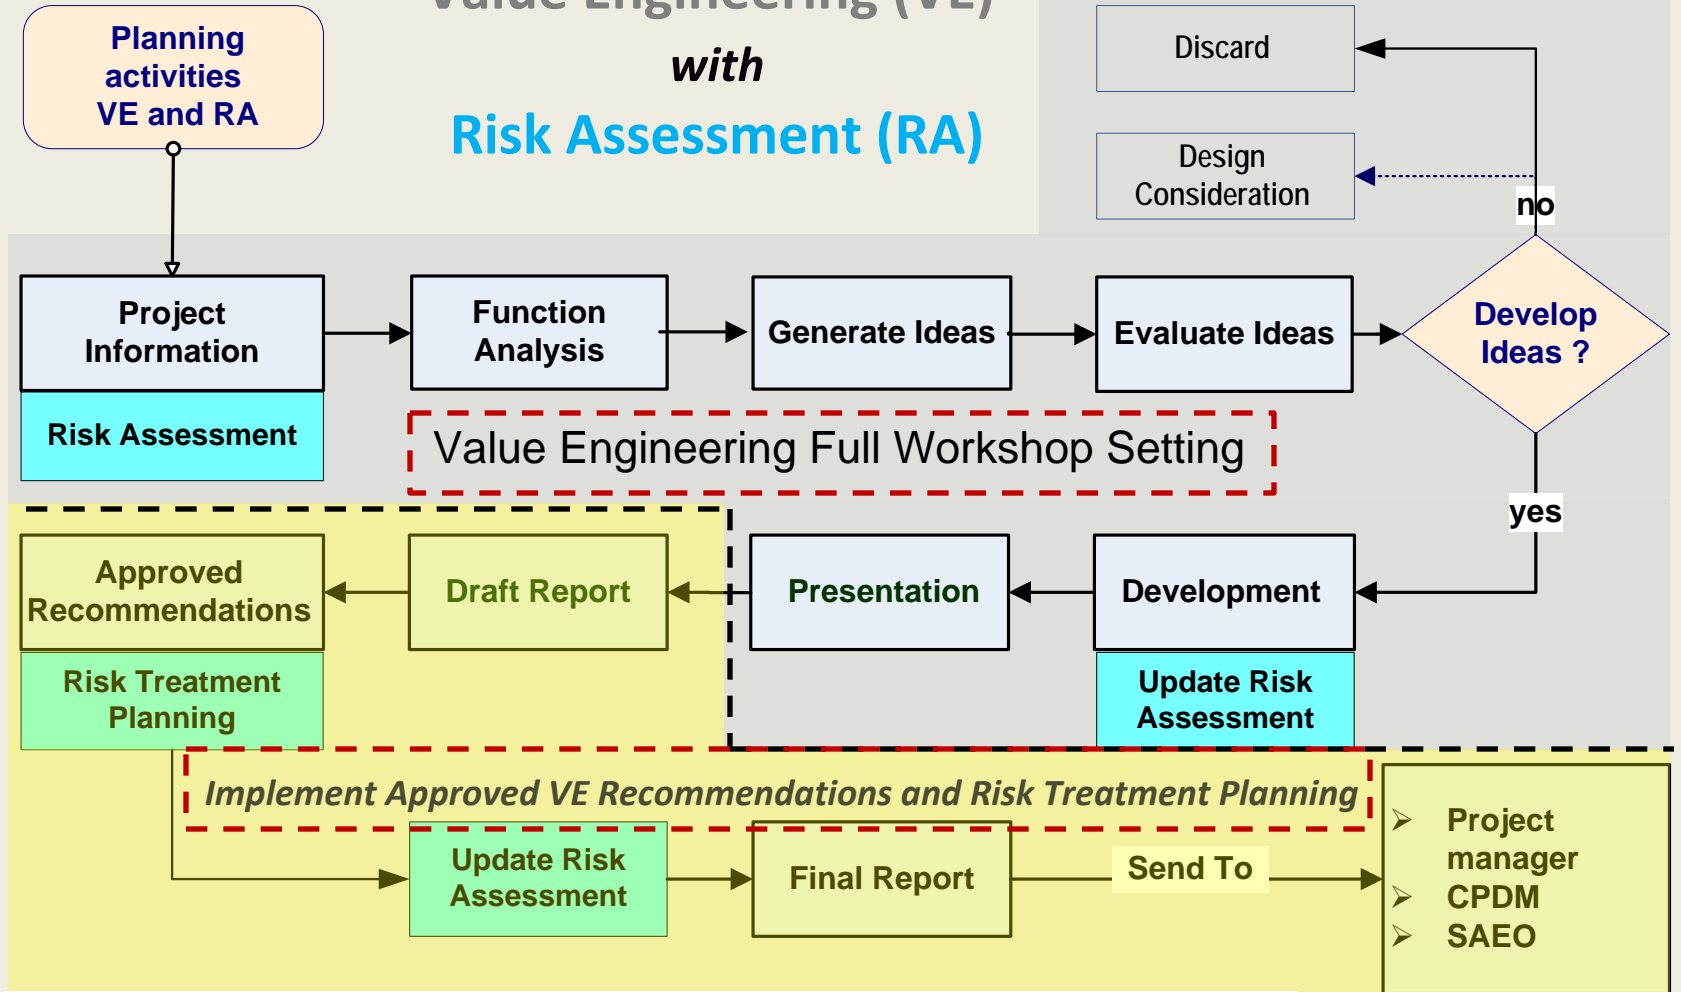 Value Engineering (VE)
with
Risk Assessment (RA)
Planning
activities
VE and RA
Discard
Design
Consideration
no
Project
Information
Function
Analysis
Generate Ideas
Evaluate Ideas
Develop
Ideas ?
Risk Assessment
Value Engineering Full Workshop Setting
yes
Approved
Recommendations
Draft Report
Presentation
Development
Risk Treatment
Planning
Update Risk
Assessment
Implement Approved VE Recommendations and Risk Treatment Planning
Update Risk
Assessment
Final Report
Send To
Project
manager
CPDM
SAEO